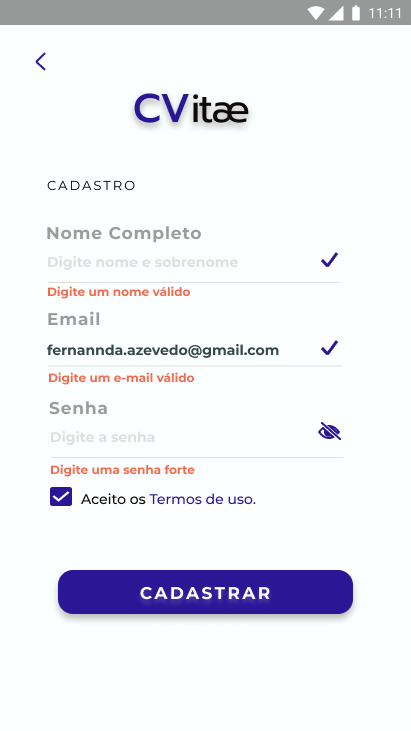 11:11
CVitæ
CADASTRO
Nome Completo
Digite nome e sobrenome
Digite um nome válido
Email
fernannda.azevedo@gmail.com
Digite um e-mail válido
Senha
Digite a senha
Digite uma senha forte
Aceito os Termos de uso.
CADASTRAR